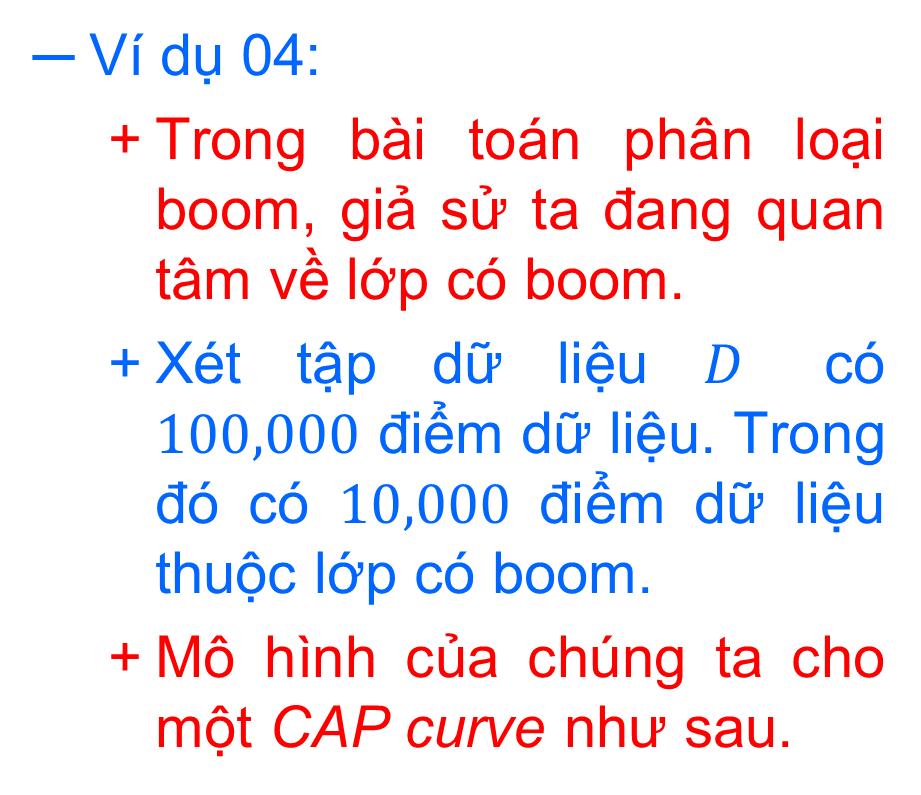 – Ví dụ 04:
+ Trong bài toán phân loại
boom, giả sử ta đang quan
tâm về lớp có boom.
+ Xét tập dữ liệu D có
100,000 điểm dữ liệu. Trong
đó có 10,000 điểm dữ liệu
thuộc lớp có boom.
+ Mô hình của chúng ta cho
một CAP curve như sau.